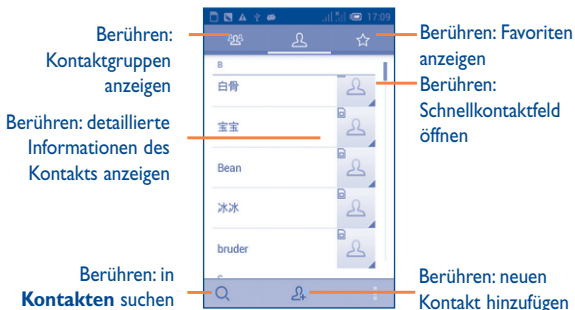 Berühren:
Kontaktgruppen
anzeigen
Berühren: detaillierte
Informationen des
Kontakts anzeigen
Berühren: in
Kontakten suchen
17:09
B
白骨
宝宝
Bean
冰冰
bruder
Berühren: Favoriten
anzeigen
Berühren:
Schnellkontaktfeld
öffnen
Berühren: neuen
Kontakt hinzufügen